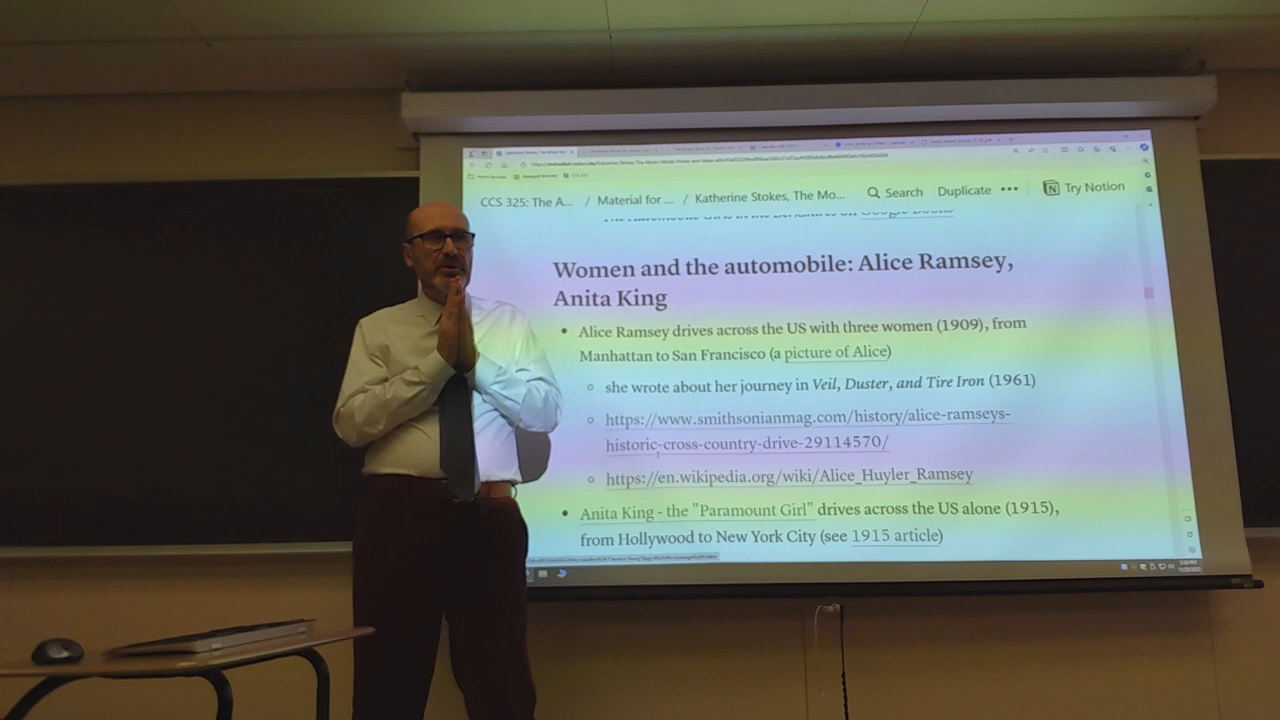 CCS 325: The A... / Material for ... / Katherine Stokes, The Mo... Search Duplicate ••• Try Notion
Women and the automobile: Alice Ramsey,
Anita King
• Alice Ramsey drives across the US with three women (1909), from
Manhattan to San Francisco (a picture of Alice)
○ she wrote about her journey in Veil, Duster, and Tire Iron (1961)
○ https://www.smithsonianmag.com/history/alice-ramseys-
historic-cross-country-drive-29114570/
○ https://en.wikipedia.org/wiki/Alice_Huyler_Ramsey
• Anita King - the "Paramount Girl" drives across the US alone (1915),
from Hollywood to New York City (see 1915 article)